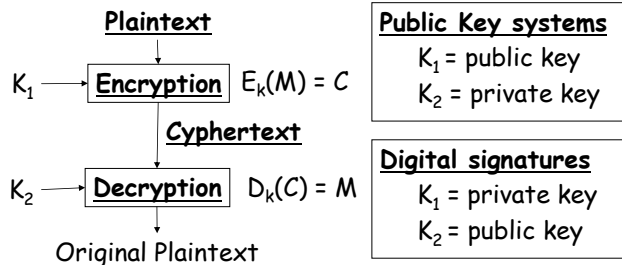 Plaintext
K₁
Encryption
Eₖ(M) = C
Cyphertext
K₂
Decryption
Dₖ(C) = M
Original Plaintext
Public Key systems
K₁ = public key
K₂ = private key
Digital signatures
K₁ = private key
K₂ = public key